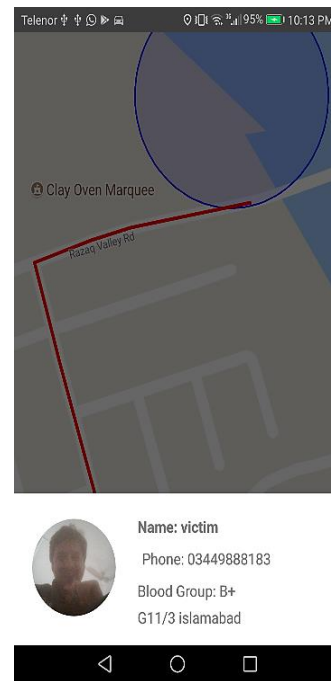 Telenor 95% 10:13 PM
Clay Oven Marquee
Razaq Valley Rd
Name: victim
Phone: 03449888183
Blood Group: B+
G11/3 islamabad